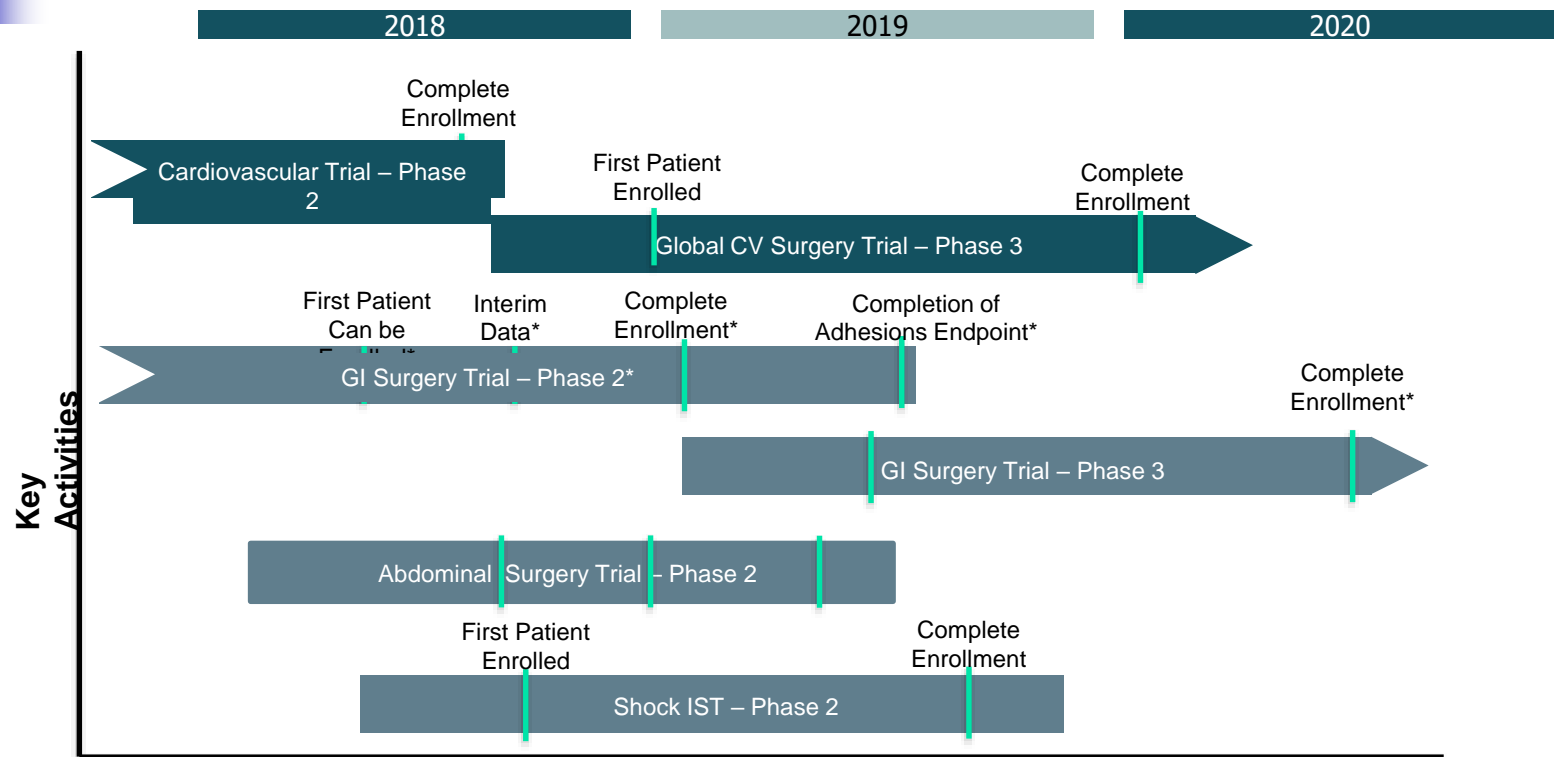 2018
2019
2020
Complete
Enrollment
Cardiovascular Trial – Phase
2
First Patient
Enrolled
Complete
Enrollment
Global CV Surgery Trial – Phase 3
First Patient
Can be
Interim
Data*
Complete
Enrollment*
Completion of
Adhesions Endpoint*
GI Surgery Trial – Phase 2*
Complete
Enrollment*
GI Surgery Trial – Phase 3
Key
Activities
Abdominal Surgery Trial – Phase 2
First Patient
Enrolled
Complete
Enrollment
Shock IST – Phase 2